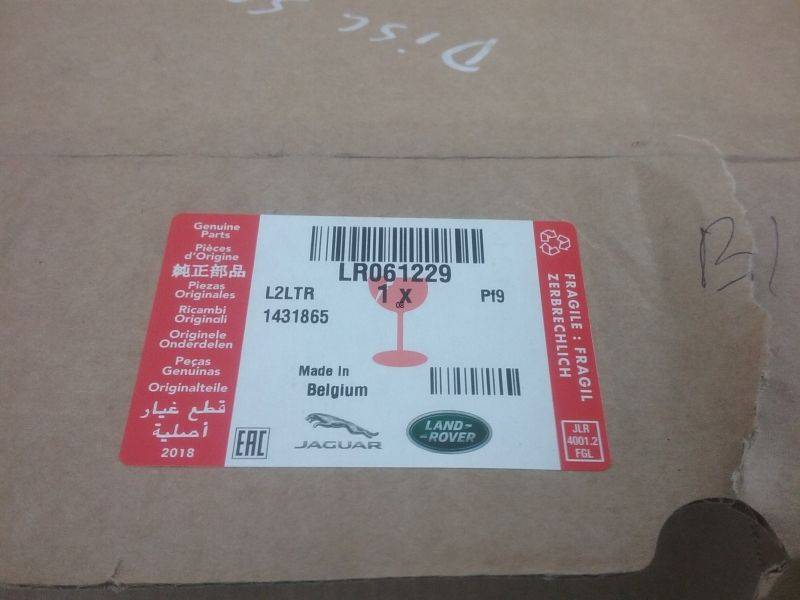 Disc
Genuine
Parts
Pièces
d'Origine
純正部品
Piezas
Originales
Ricambi
Originali
Originele
Onderdelen
Peças
Genuinas
Originalteile
قطع غيار
أصلية
2018
LR061229
L2LTR
1 x
Pf9
08
1431865
Made In
Belgium
EAC
JAGUAR
LAND-
-ROVER
FRAGILE : FRAGIL
ZERBRECHLICH
JLR
4001.2
FGL